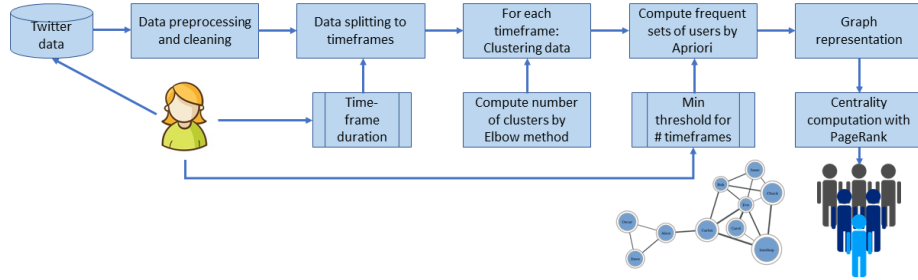 Twitter
data
Data preprocessing
and cleaning
Data splitting to
timeframes
For each
timeframe:
Clustering data
Compute frequent
sets of users by
Apriori
Graph
representation
Time-
frame
duration
Compute number
of clusters by
Elbow method
Min
threshold for
# timeframes
Centrality
computation with
PageRank